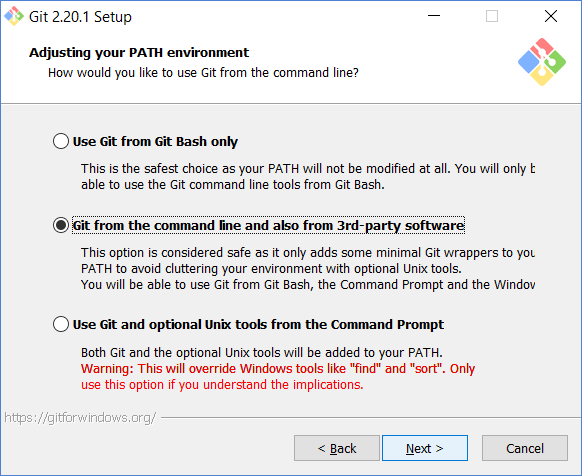 Git 2.20.1 Setup
Adjusting your PATH environment
How would you like to use Git from the command line?
Use Git from Git Bash only
This is the safest choice as your PATH will not be modified at all. You will only
able to use the Git command line tools from Git Bash.
Git from the command line and also from 3rd-party software
This option is considered safe as it only adds some minimal Git wrappers to
PATH to avoid cluttering your environment with optional Unix tools.
You will be able to use Git from Git Bash, the Command Prompt and the
Use Git and optional Unix tools from the Command Prompt
Both Git and the optional Unix tools will be added to your PATH.
Warning: This will override Windows tools like "find" and "sort". Only
use this option if you understand the implications.
https://gitforwindows.org/
< Back
Next >
Cancel